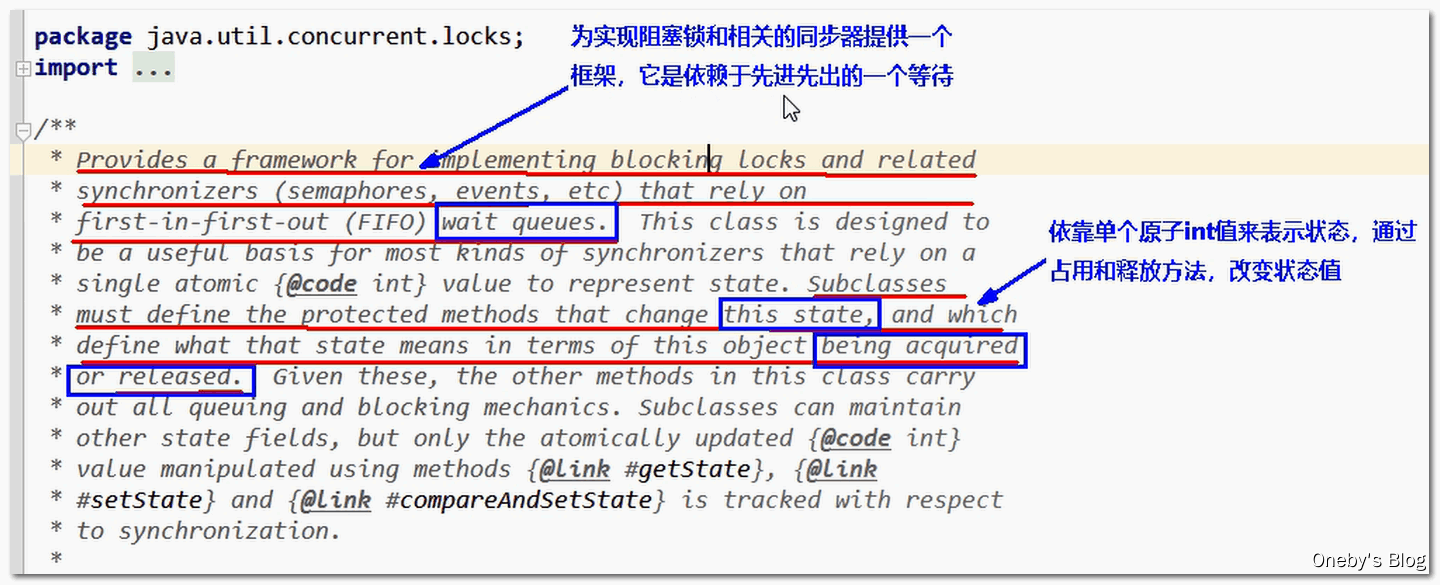 package java.util.concurrent.locks;
import ...
为实现阻塞锁和相关的同步器提供一个
框架，它是依赖于先进先出的一个等待
/**
* Provides a framework for implementing blocking locks and related
* synchronizers (semaphores, events, etc) that rely on
* first-in-first-out (FIFO) wait queues.  This class is designed to
* be a useful basis for most kinds of synchronizers that rely on a
* single atomic {@code int} value to represent state. Subclasses
* must define the protected methods that change this state, and which
* define what that state means in terms of this object being acquired
* or released.  Given these, the other methods in this class carry
* out all queuing and blocking mechanics. Subclasses can maintain
* other state fields, but only the atomically updated {@code int}
* value manipulated using methods {@link #getState}, {@link
* #setState} and {@link #compareAndSetState} is tracked with respect
* to synchronization.
*
依靠单个原子int值来表示状态，通过
占用和释放方法，改变状态值
Oneby's Blog